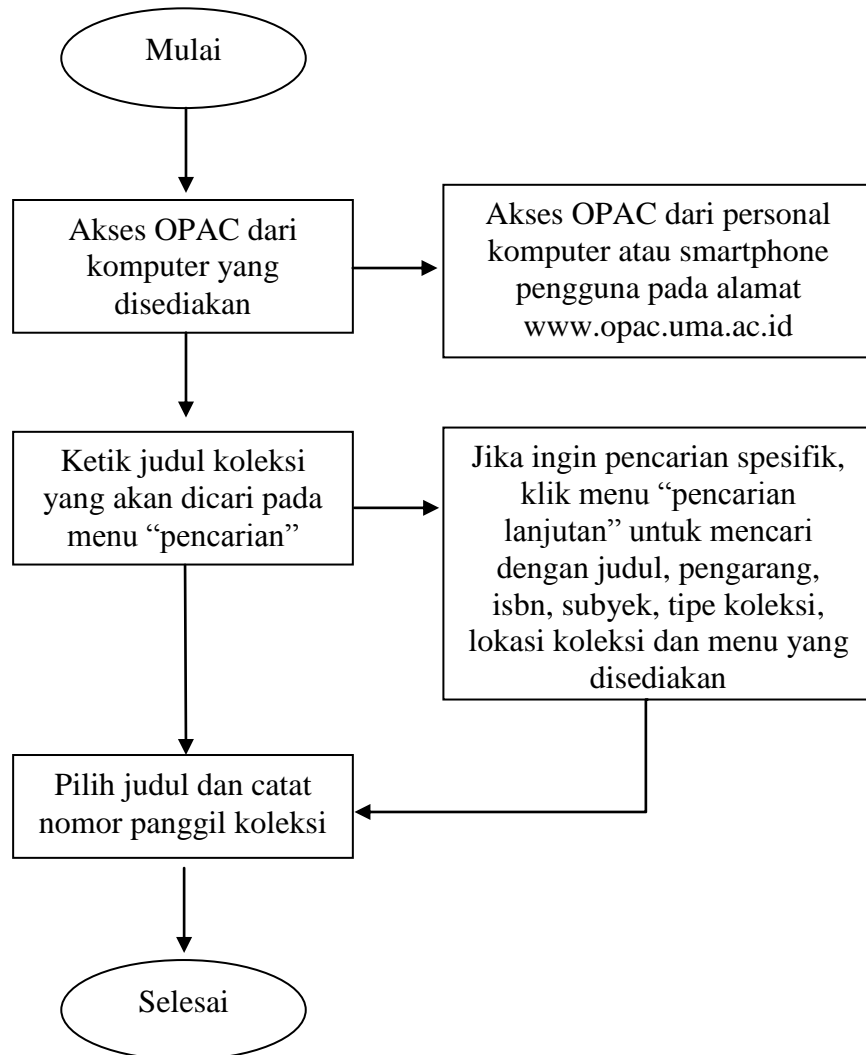 Mulai
Akses OPAC dari
komputer yang
disediakan
Akses OPAC dari personal
komputer atau smartphone
pengguna pada alamat
www.opac.uma.ac.id
Ketik judul koleksi
yang akan dicari pada
menu “pencarian”
Jika ingin pencarian spesifik,
klik menu “pencarian
lanjutan” untuk mencari
dengan judul, pengarang,
isbn, subyek, tipe koleksi,
lokasi koleksi dan menu yang
disediakan
Pilih judul dan catat
nomor panggil koleksi
Selesai